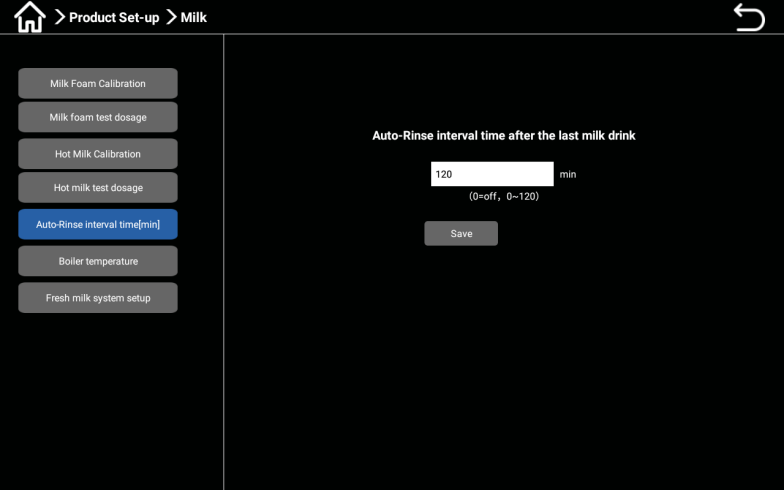 Product Set-up Milk
Milk Foam Calibration
Milk foam test dosage
Hot Milk Calibration
Hot milk test dosage
Auto-Rinse interval time[min]
Boiler temperature
Fresh milk system setup
Auto-Rinse interval time after the last milk drink
120 min
(0=off, 0~120)
Save